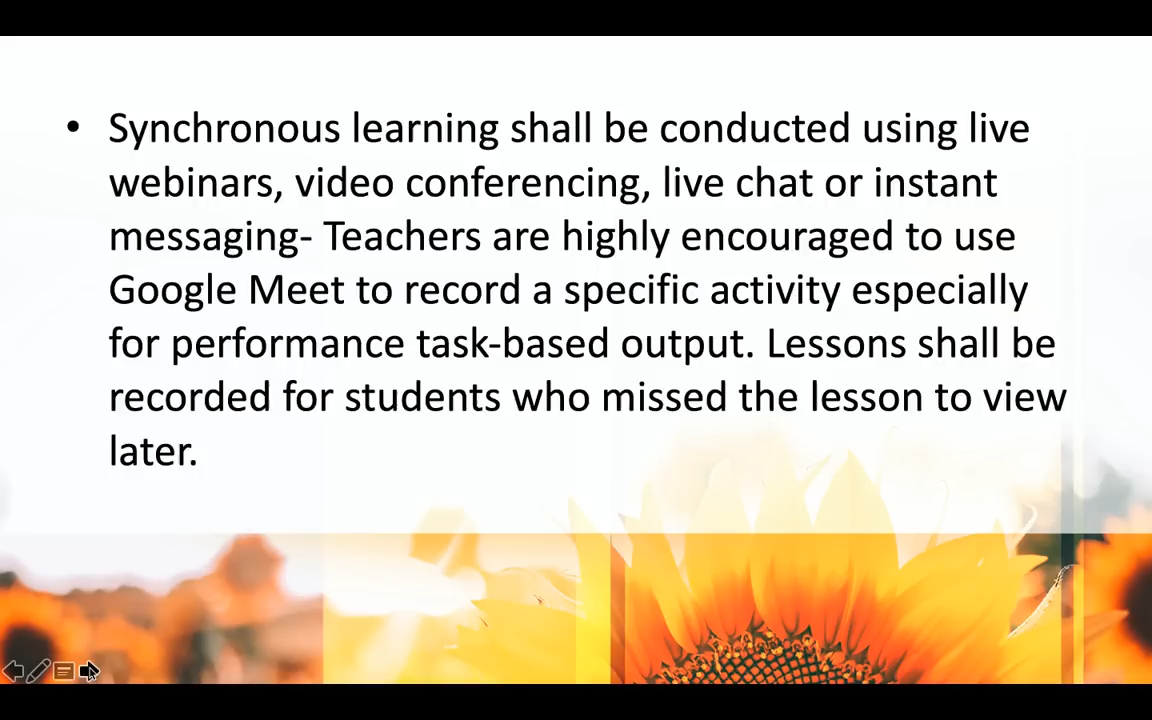 • Synchronous learning shall be conducted using live
webinars, video conferencing, live chat or instant
messaging- Teachers are highly encouraged to use
Google Meet to record a specific activity especially
for performance task-based output. Lessons shall be
recorded for students who missed the lesson to view
later.